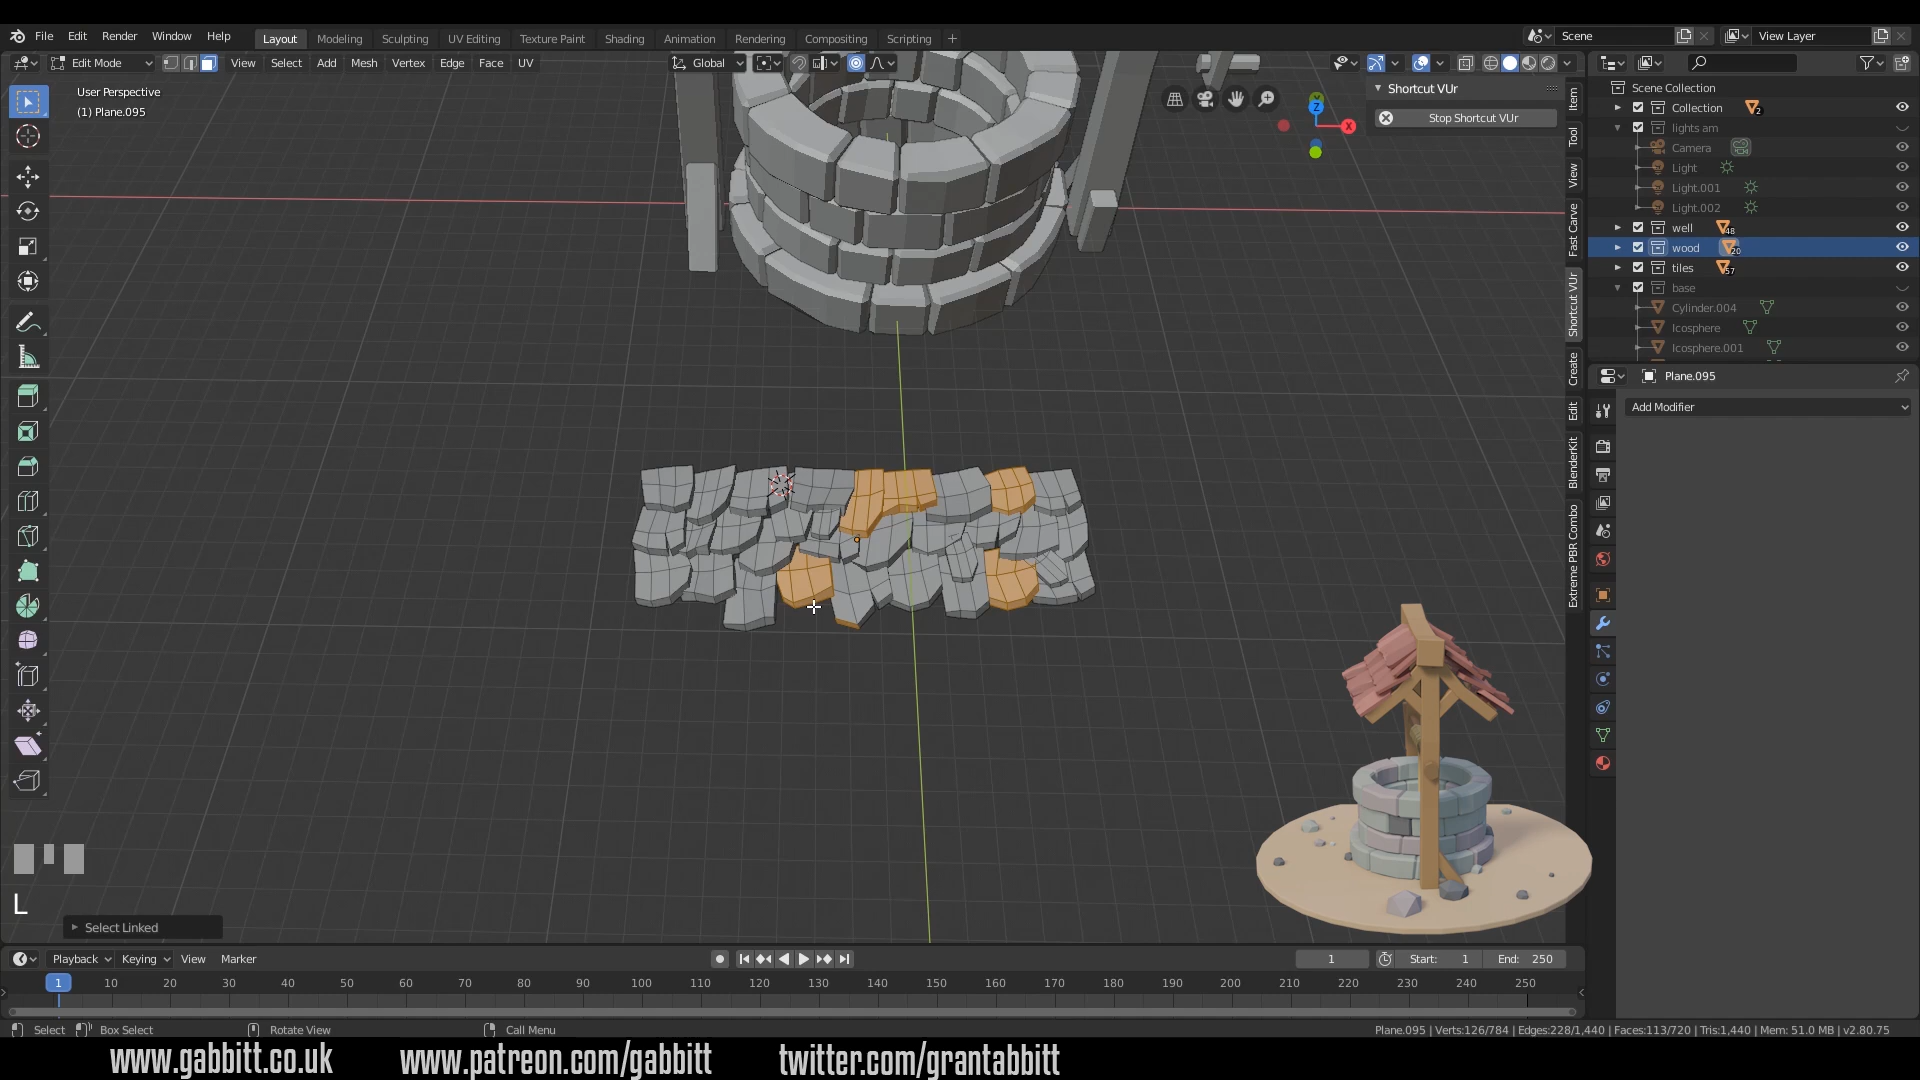 File Edit Render Window Help Layout Modeling Sculpting UV Editing Texture Paint Shading Animation Rendering Compositing Scripting + Scene View Layer
Edit Mode View Select Add Mesh Vertex Edge Face UV Global
User Perspective
(1) Plane.095
Z
X
Shortcut VUr
Stop Shortcut VUr
Item
Tool
View
Fast Carve
Shortcut VUr
Create
Edit
BlenderKit
Extreme PBR Combo
Scene Collection
Collection 2
lights am
Camera
Light
Light.001
Light.002
well 48
wood 20
tiles 57
base
Cylinder.004
Icosphere
Icosphere.001
Plane.095
Add Modifier
L
Select Linked
Playback Keying View Marker 1 Start: 1 End: 250
1 10 20 30 40 50 60 70 80 90 100 110 120 130 140 150 160 170 180 190 200 210 220 230 240 250
Select Box Select Rotate View Call Menu Plane.095 | Verts:126/784 | Edges:228/1,440 | Faces:113/720 | Tris:1,440 | Mem: 51.0 MB | v2.80.75
www.gabbitt.co.uk www.patreon.com/gabbitt twitter.com/grantabbitt